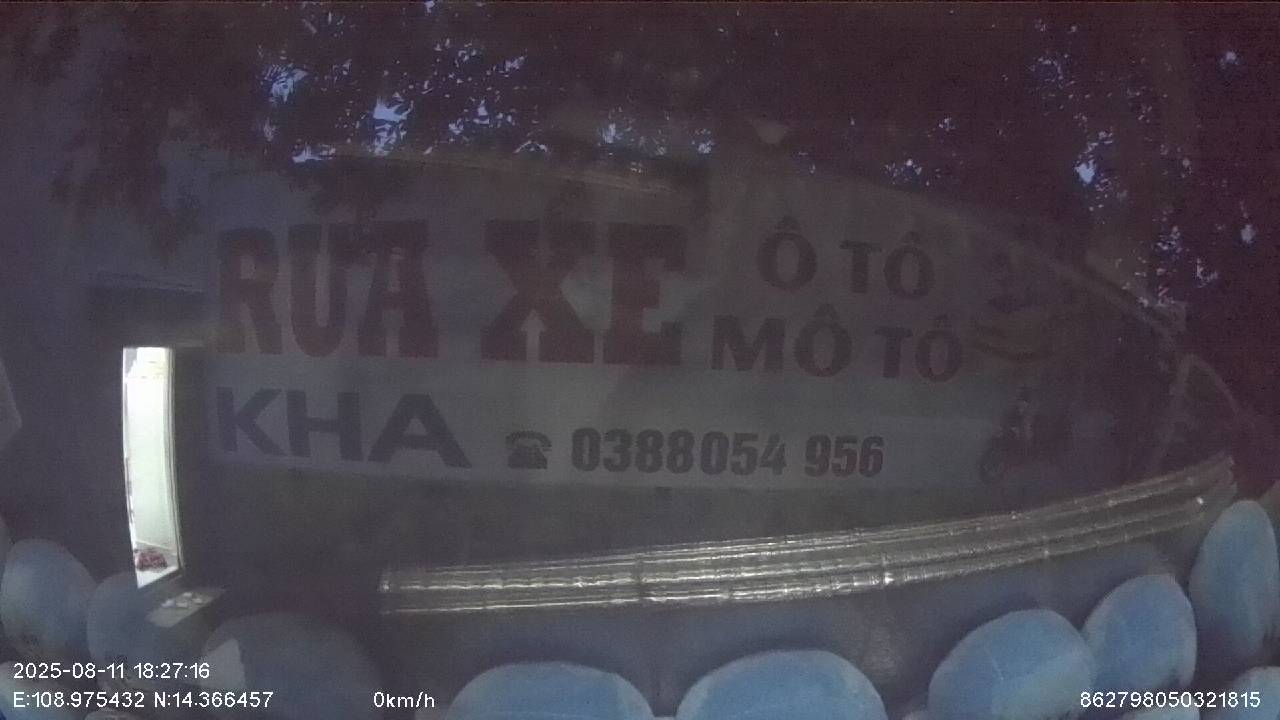 RỬA XE Ô TÔ
MÔ TÔ
KHA ☎ 0388054 956
2025-08-11 18:27:16
E:108.975432 N:14.366457 0km/h 862798050321815